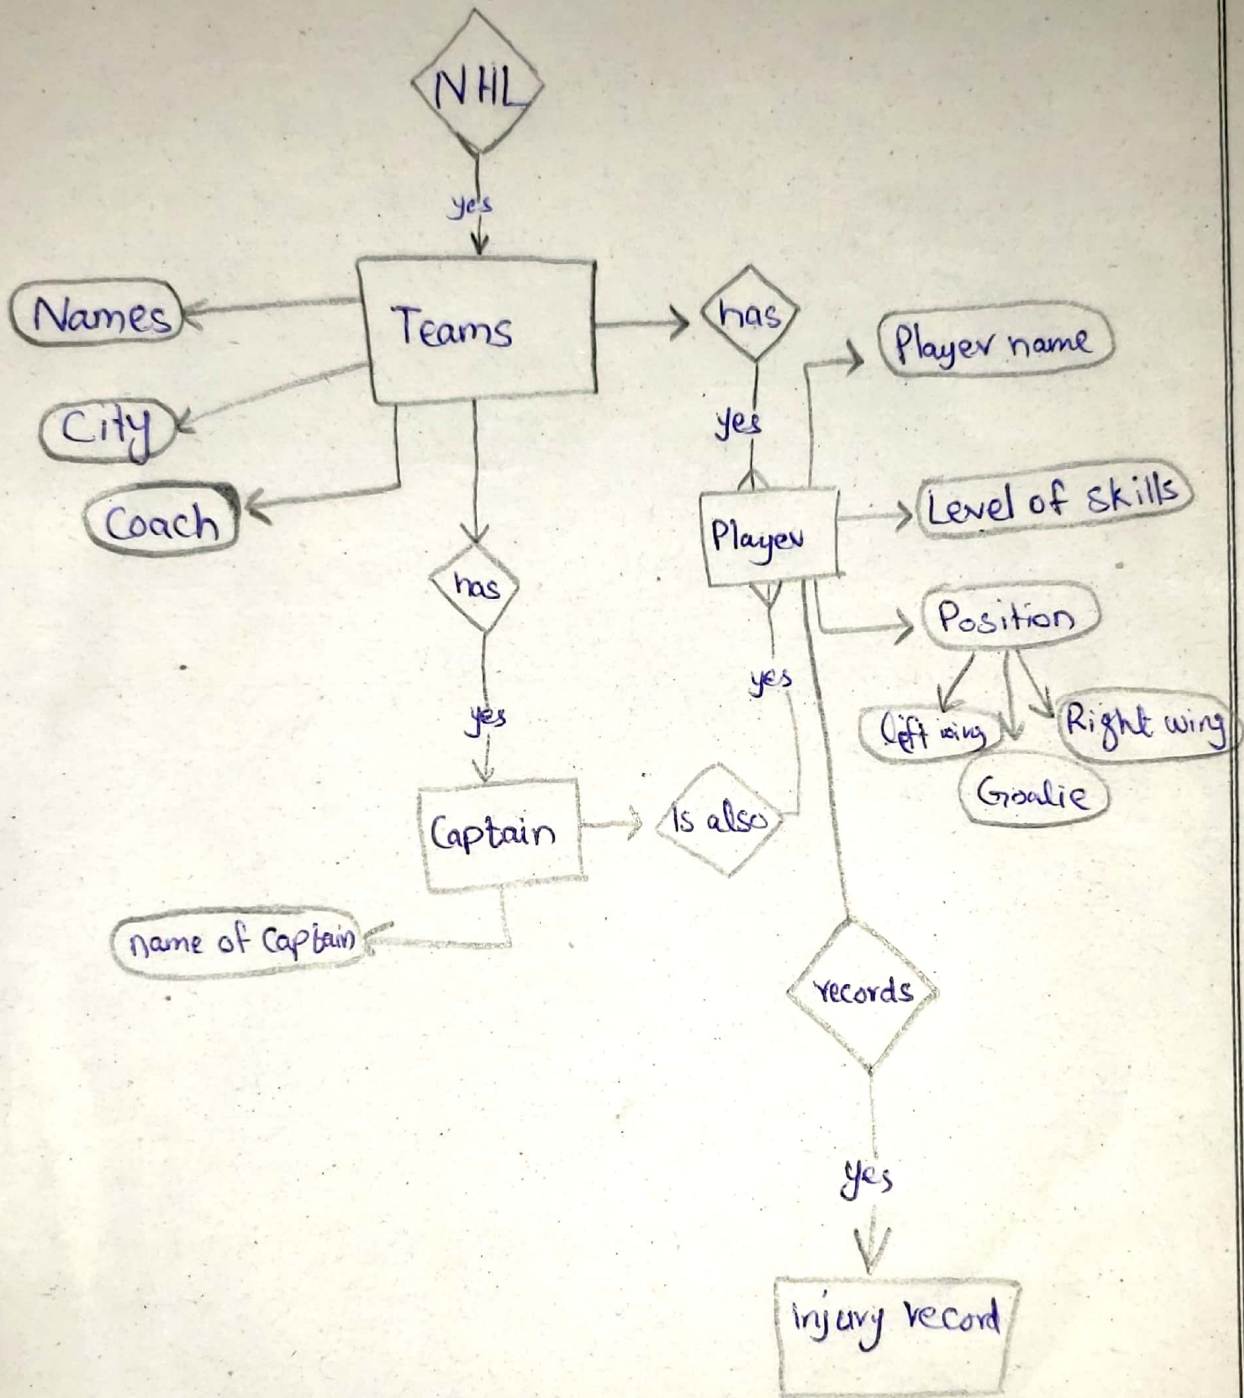 NHL
yes
Names
Teams
has
Player name
City
yes
Coach
Level of skills
Player
has
Position
yes
yes
left wing
Right wing
Goalie
Captain
Is also
name of Captain
records
yes
injury record